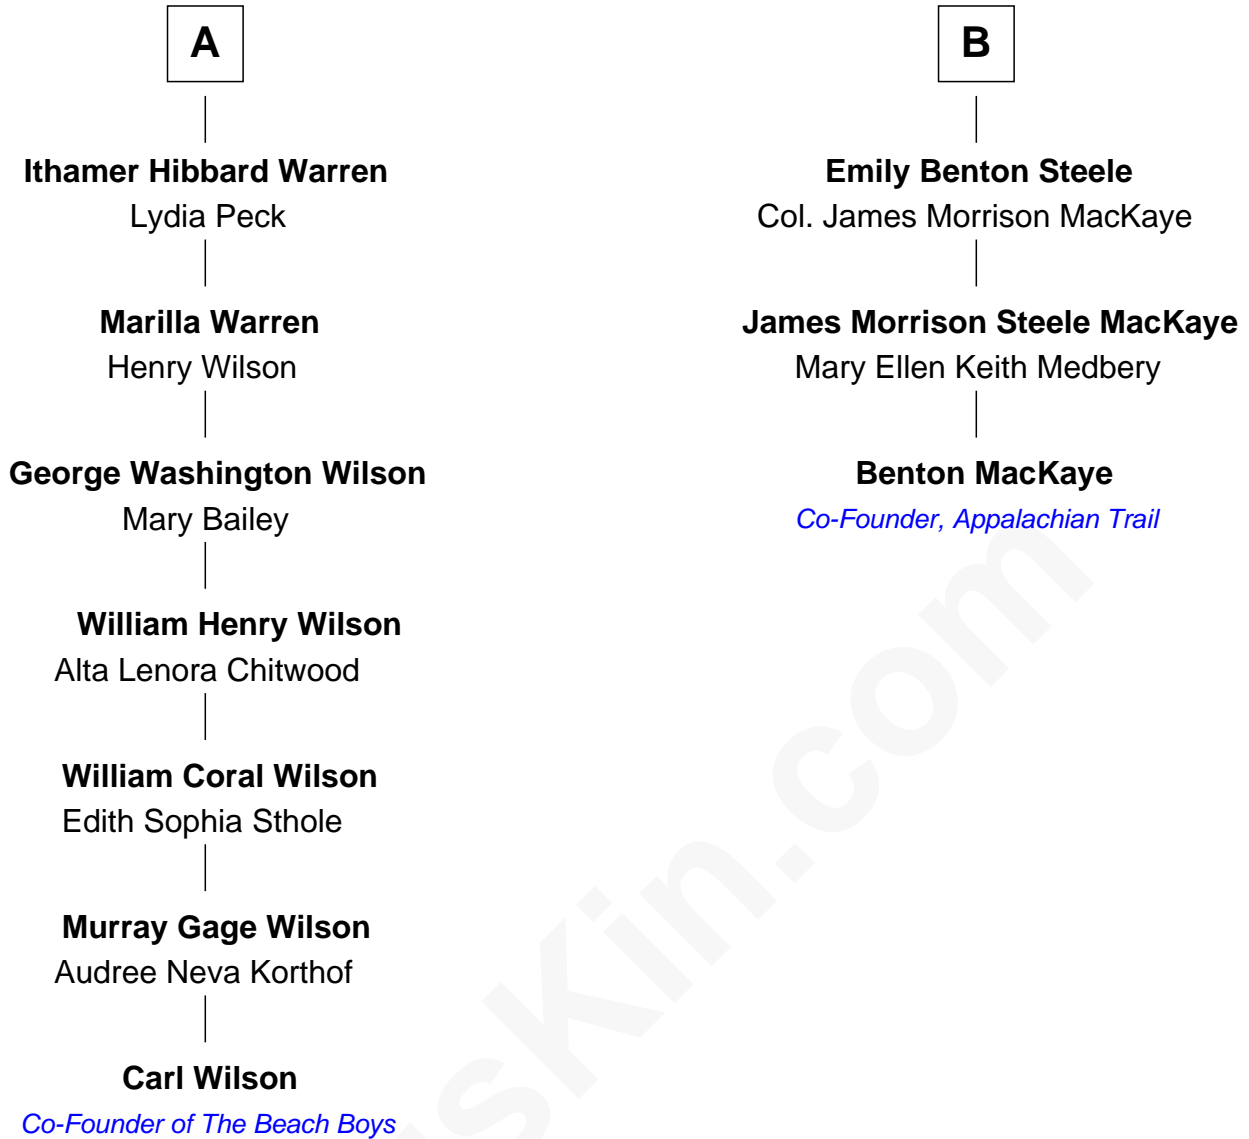 A
Ithamer Hibbard Warren
Lydia Peck
Marilla Warren
Henry Wilson
George Washington Wilson
Mary Bailey
William Henry Wilson
Alta Lenora Chitwood
William Coral Wilson
Edith Sophia Sthole
Murray Gage Wilson
Audree Neva Korthof
Carl Wilson
Co-Founder of The Beach Boys
B
Emily Benton Steele
Col. James Morrison MacKaye
James Morrison Steele MacKaye
Mary Ellen Keith Medbery
Benton MacKaye
Co-Founder, Appalachian Trail
sKin.com